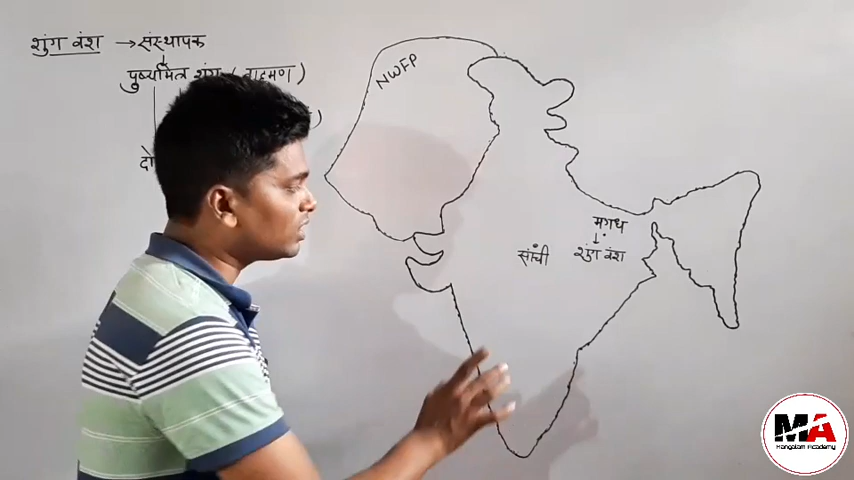 शुंग वंश → संस्थापक
↓
पुष्यमित्र शुंग (ब्राह्मण)
)
दो
NWFP
मगध
↓
सांची शुंग वंश
MA
Mangalam Academy